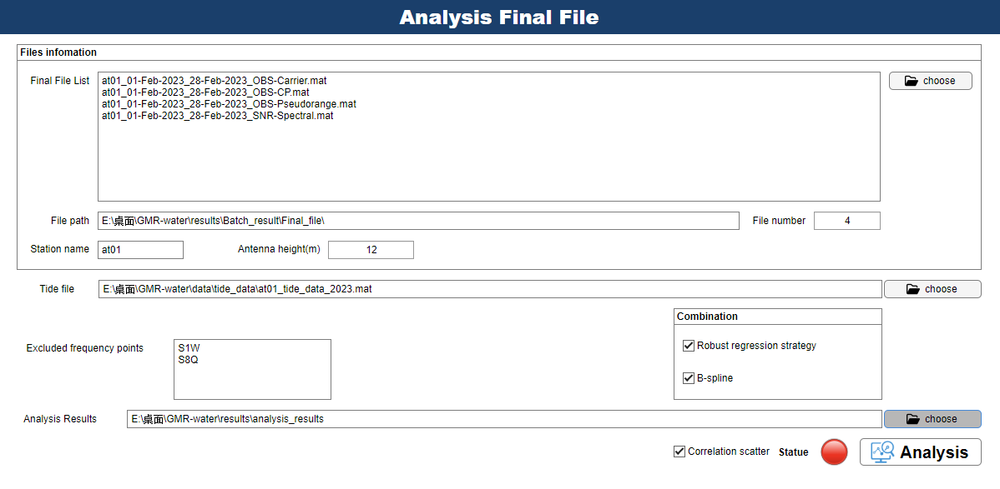 Analysis Final File
Files infomation
Final File List
at01_01-Feb-2023_28-Feb-2023_OBS-Carrier.mat
at01_01-Feb-2023_28-Feb-2023_OBS-CP.mat
at01_01-Feb-2023_28-Feb-2023_OBS-Pseudorange.mat
at01_01-Feb-2023_28-Feb-2023_SNR-Spectral.mat
choose
File path E:\桌面\GMR-water\results\Batch_result\Final_file\ File number 4
Station name at01 Antenna height(m) 12
Tide file E:\桌面\GMR-water\data\tide_data\at01_tide_data_2023.mat choose
Excluded frequency points
S1W
S8Q
Combination
Robust regression strategy
B-spline
Analysis Results E:\桌面\GMR-water\results\analysis_results choose
Correlation scatter Statue Analysis